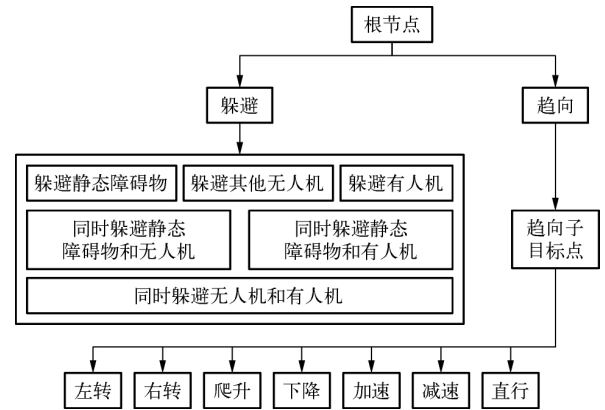 根节点
躲避
趋向
躲避静态障碍物
躲避其他无人机
躲避有人机
同时躲避静态
障碍物和无人机
同时躲避静态
障碍物和有人机
趋向子
目标点
同时躲避无人机和有人机
左转
右转
爬升
下降
加速
减速
直行